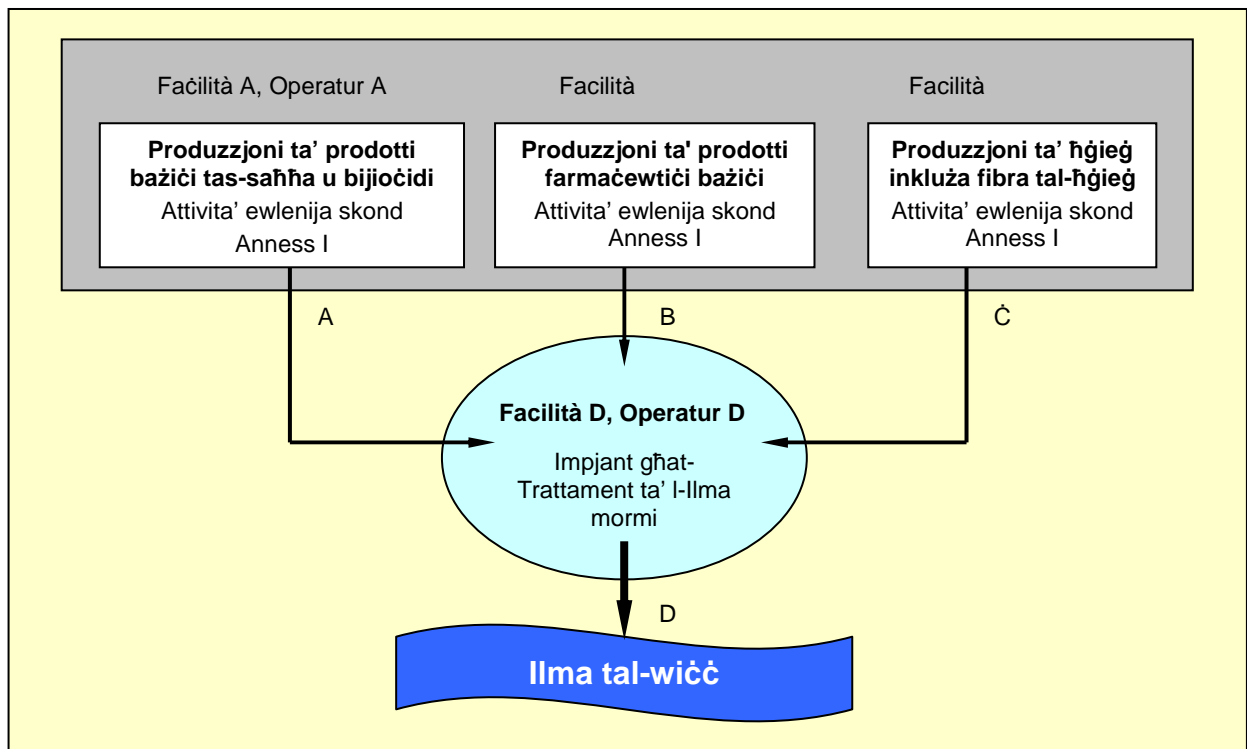 Faċilità A, Operatur A
Facilità
Facilità
Produzzjoni ta’ prodotti
bażiċi tas-saħħa u bijioċidi
Attivita’ ewlenija skond
Anness I
Produzzjoni ta' prodotti
farmaċewtiċi bażiċi
Attivita’ ewlenija skond
Anness I
Produzzjoni ta’ ħġieġ
inkluża fibra tal-ħġieġ
Attivita’ ewlenija skond
Anness I
A
B
Ċ
Facilità D, Operatur D
Impjant għat-
Trattament ta’ l-Ilma
mormi
D
Ilma tal-wiċċ